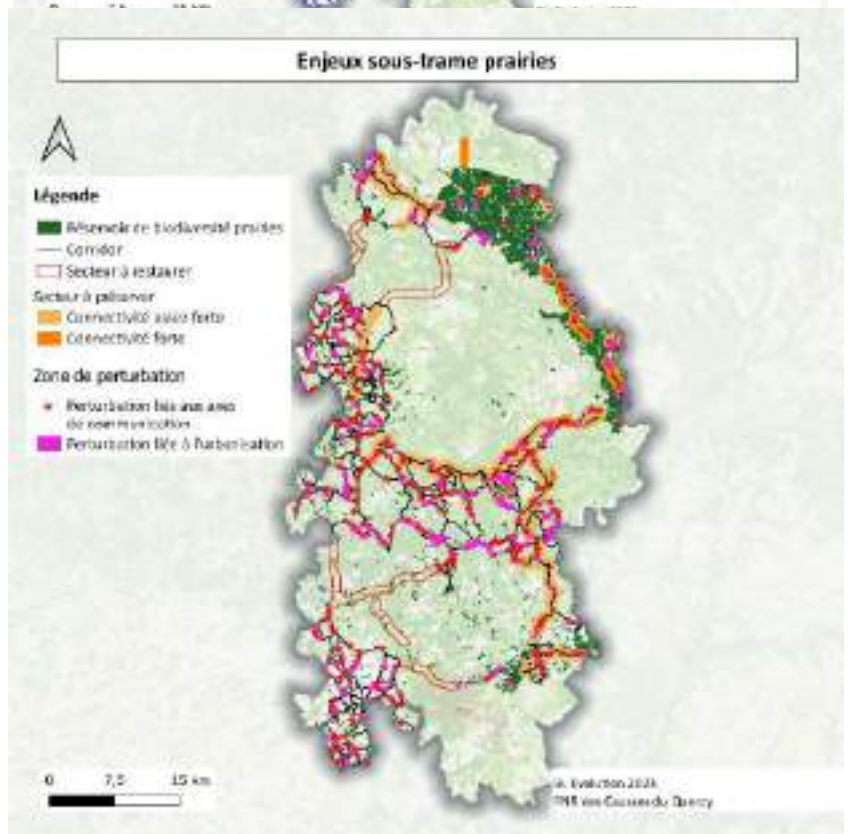 Enjeux sous-trame prairies
Légende
Réservoir de biodiversité prairies
Corridor
Secteur à restaurer
Secteur à préserver
Connectivité assez forte
Connectivité forte
Zone de perturbation
Perturbation liée aux axes
de communication
Perturbation liée à l'urbanisation
0 7,5 15 km
Evolution 2023
PNR des Causses du Quercy